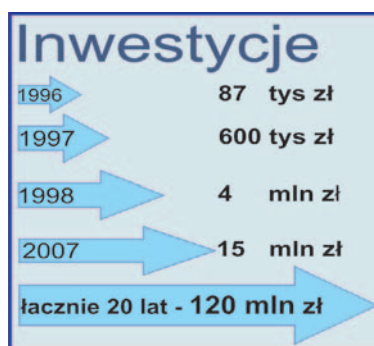 Inwestycje
1996 87 tys zł
1997 600 tys zł
1998 4 mln zł
2007 15 mln zł
łacznie 20 lat - 120 mln zł